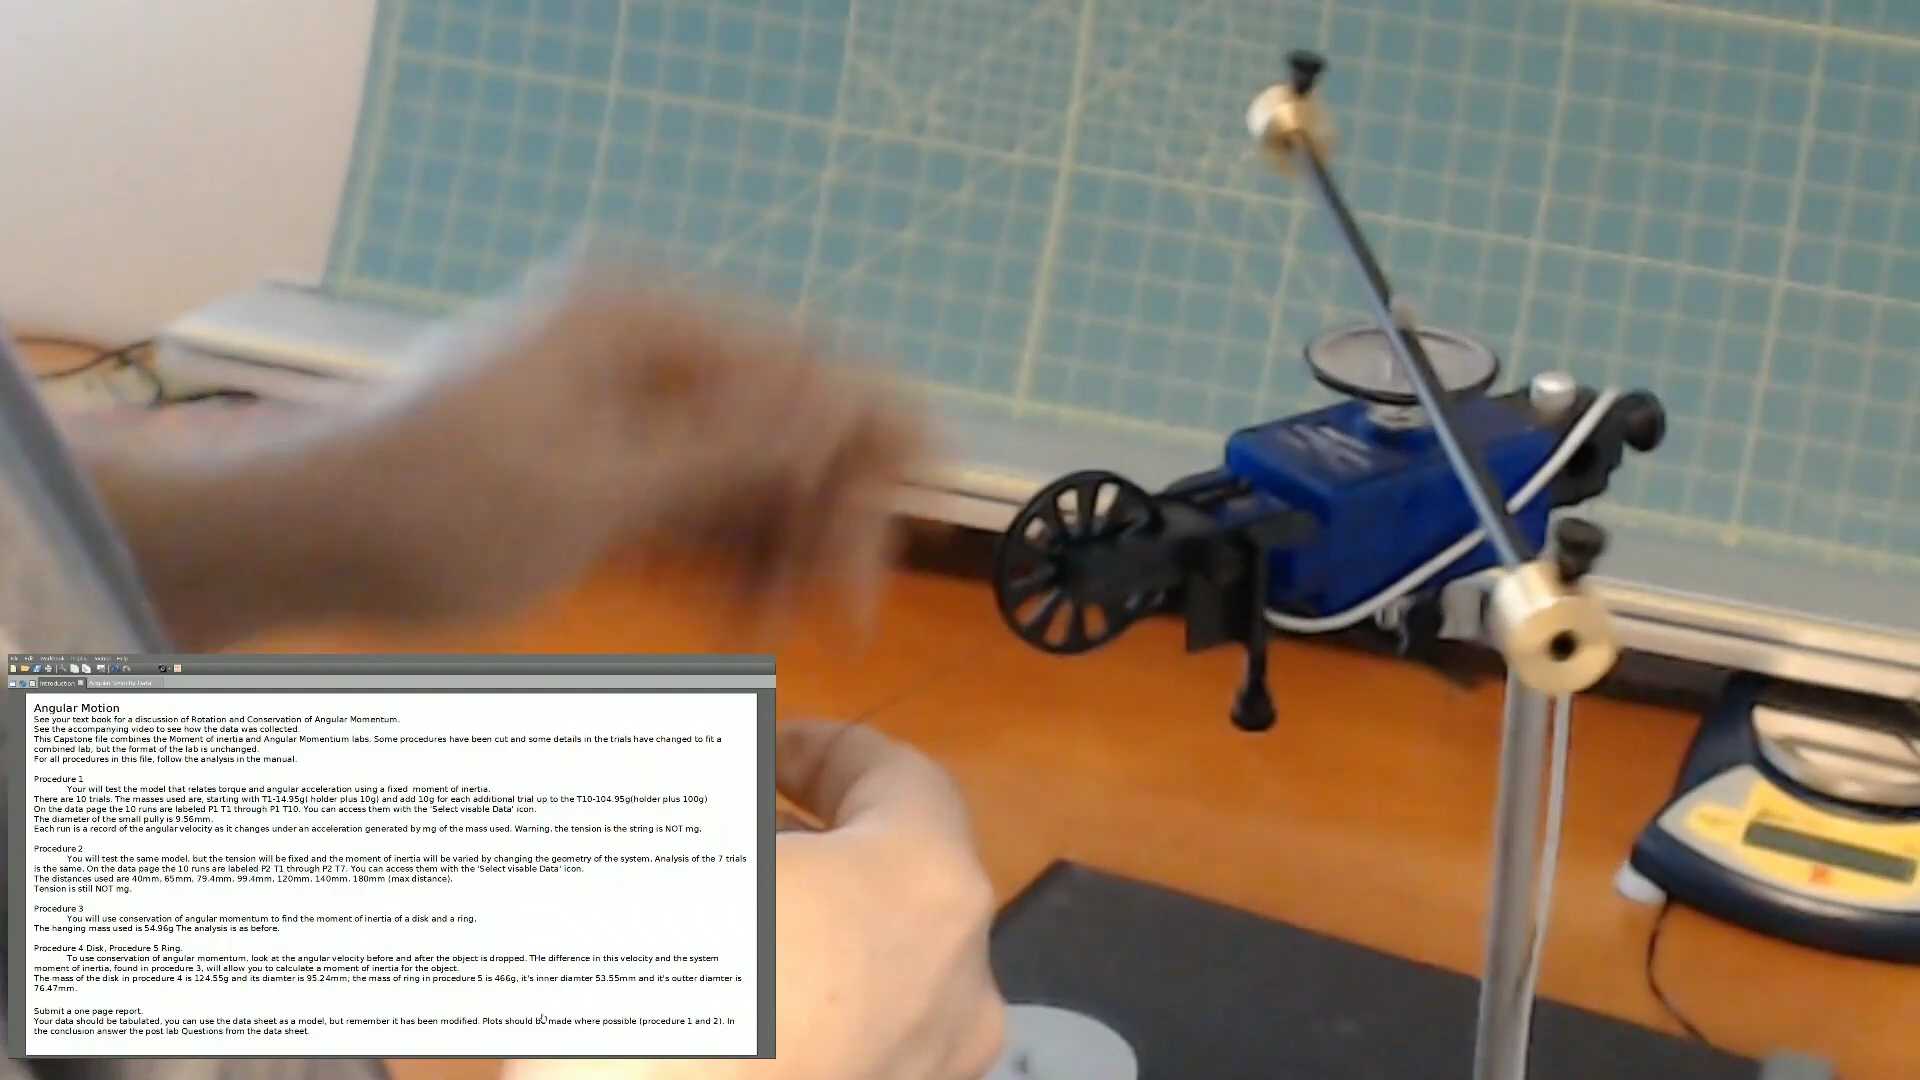 File Edit Workbook Display Journal Help
Introduction Angular Velocity Data
Angular Motion
See your text book for a discussion of Rotation and Conservation of Angular Momentum.
See the accompanying video to see how the data was collected.
This Capstone file combines the Moment of inertia and Angular Momentium labs. Some procedures have been cut and some details in the trials have changed to fit a
combined lab, but the format of the lab is unchanged.
For all procedures in this file, follow the analysis in the manual.
Procedure 1
Your will test the model that relates torque and angular acceleration using a fixed moment of inertia.
There are 10 trials. The masses used are, starting with T1-14.95g( holder plus 10g) and add 10g for each additional trial up to the T10-104.95g(holder plus 100g)
On the data page the 10 runs are labeled P1 T1 through P1 T10. You can access them with the 'Select visable Data' icon.
The diameter of the small pully is 9.56mm.
Each run is a record of the angular velocity as it changes under an acceleration generated by mg of the mass used. Warning, the tension is the string is NOT mg.
Procedure 2
You will test the same model, but the tension will be fixed and the moment of inertia will be varied by changing the geometry of the system. Analysis of the 7 trials
is the same. On the data page the 10 runs are labeled P2 T1 through P2 T7. You can access them with the 'Select visable Data' icon.
The distances used are 40mm, 65mm, 79.4mm, 99.4mm, 120mm, 140mm, 180mm (max distance).
Tension is still NOT mg.
Procedure 3
You will use conservation of angular momentum to find the moment of inertia of a disk and a ring.
The hanging mass used is 54.96g The analysis is as before.
Procedure 4 Disk, Procedure 5 Ring.
To use conservation of angular momentum, look at the angular velocity before and after the object is dropped. THe difference in this velocity and the system
moment of inertia, found in procedure 3, will allow you to calculate a moment of inertia for the object.
The mass of the disk in procedure 4 is 124.55g and its diamter is 95.24mm; the mass of ring in procedure 5 is 466g, it's inner diamter 53.55mm and it's outter diamter is
76.47mm.
Submit a one page report.
Your data should be tabulated, you can use the data sheet as a model, but remember it has been modified. Plots should be made where possible (procedure 1 and 2). In
the conclusion answer the post lab Questions from the data sheet.